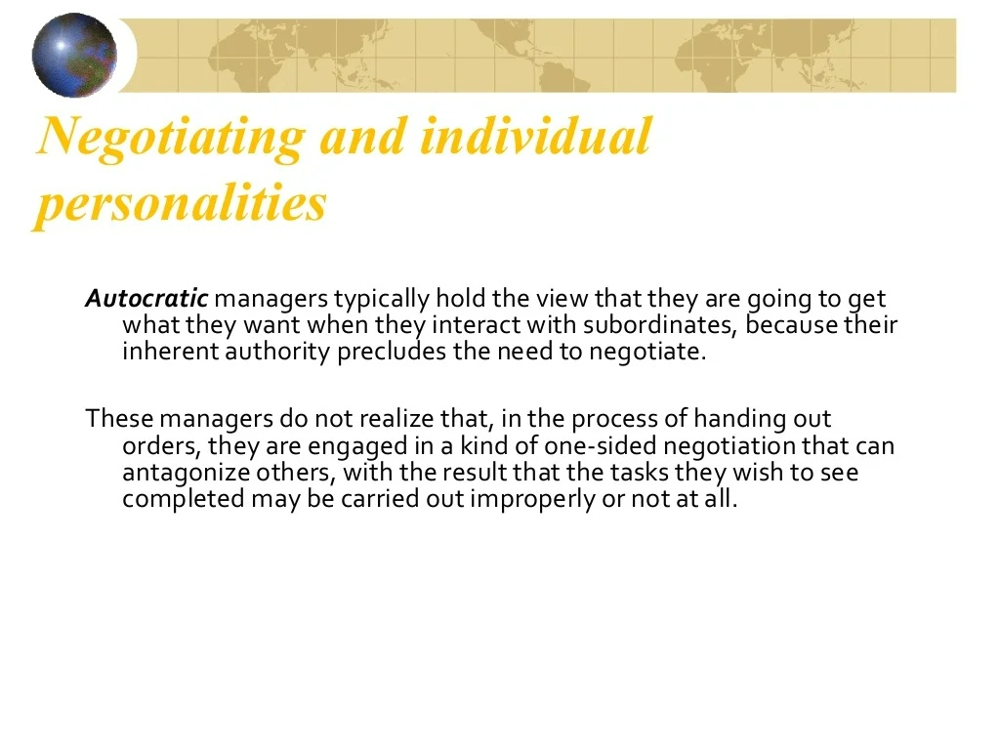 Negotiating and individual
personalities
Autocratic managers typically hold the view that they are going to get
what they want when they interact with subordinates, because their
inherent authority precludes the need to negotiate.
These managers do not realize that, in the process of handing out
orders, they are engaged in a kind of one-sided negotiation that can
antagonize others, with the result that the tasks they wish to see
completed may be carried out improperly or not at all.